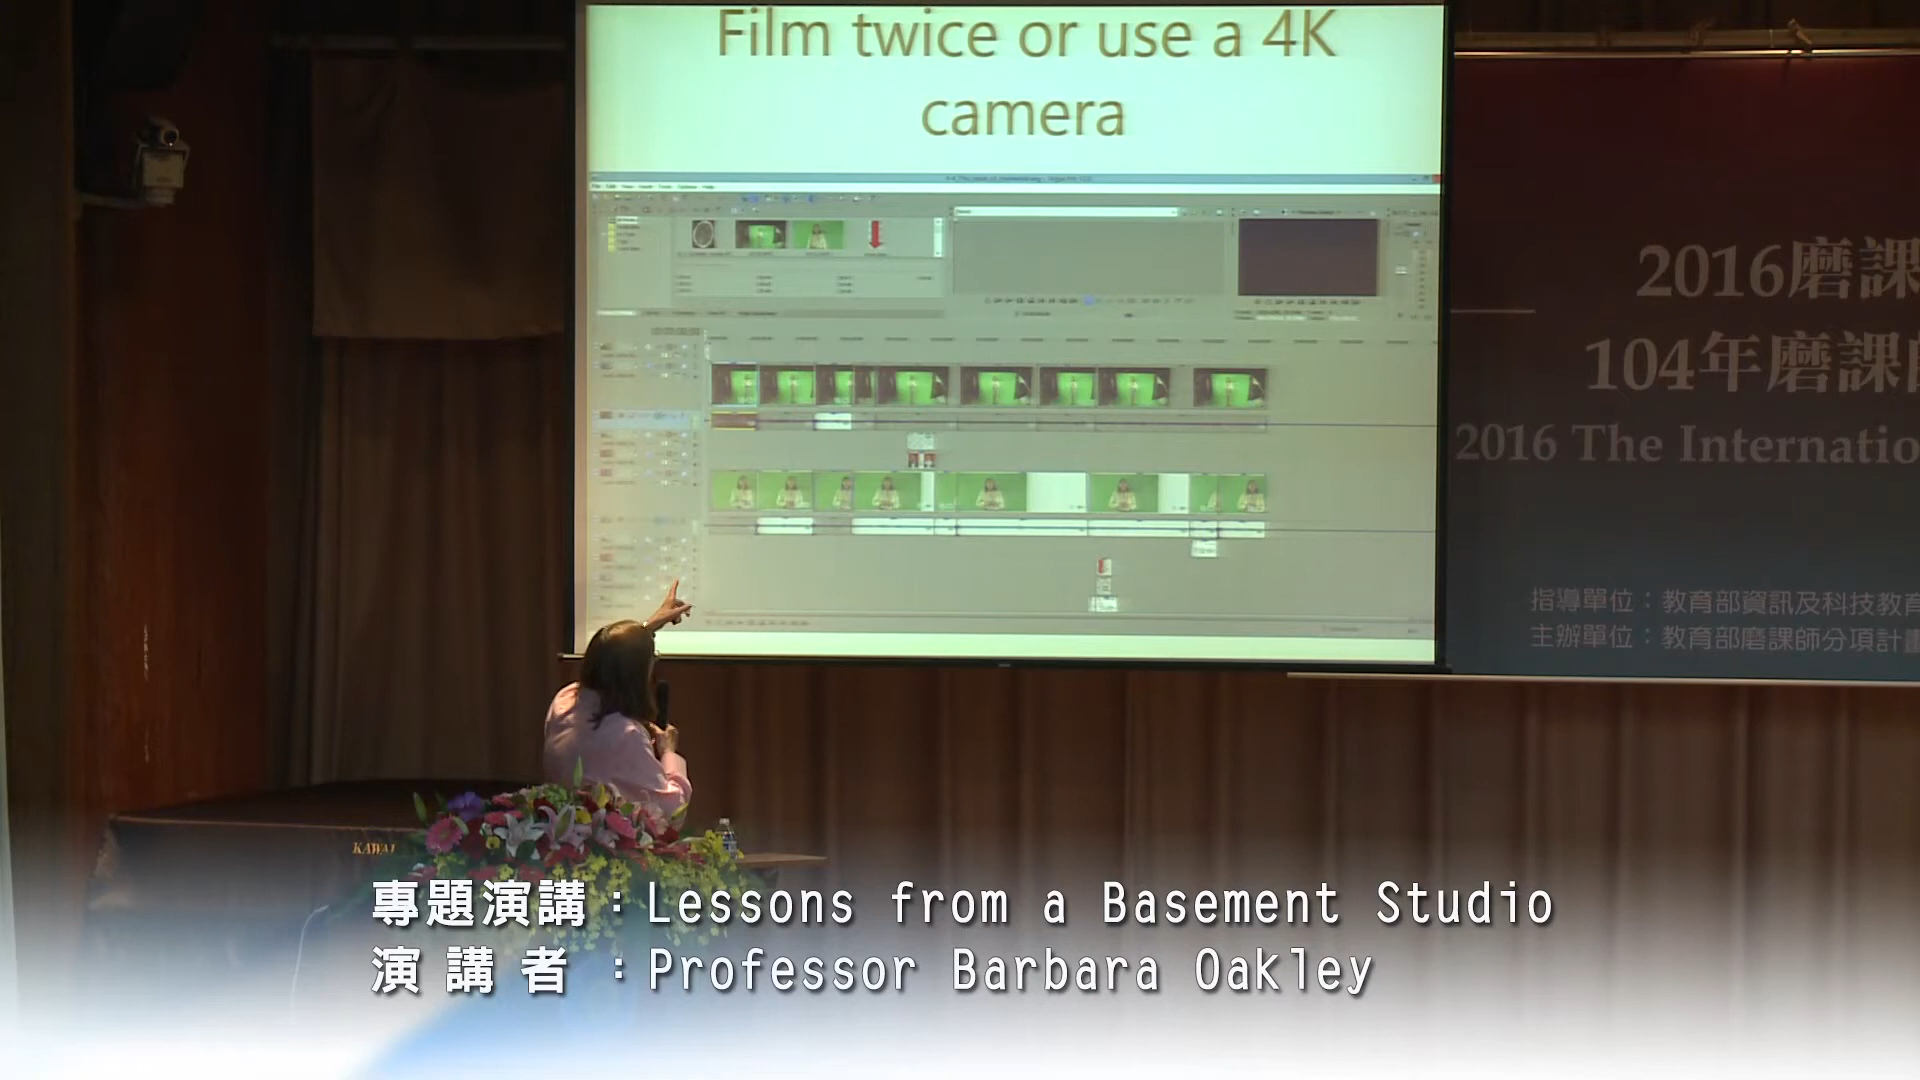 Film twice or use a 4K
camera
2016磨課
104年磨課師
2016 The Internatio
指導單位：教育部資訊及科技教育
主辦單位：教育部磨課師分項計畫
KAWAI
專題演講：Lessons from a Basement Studio
演講者：Professor Barbara Oakley